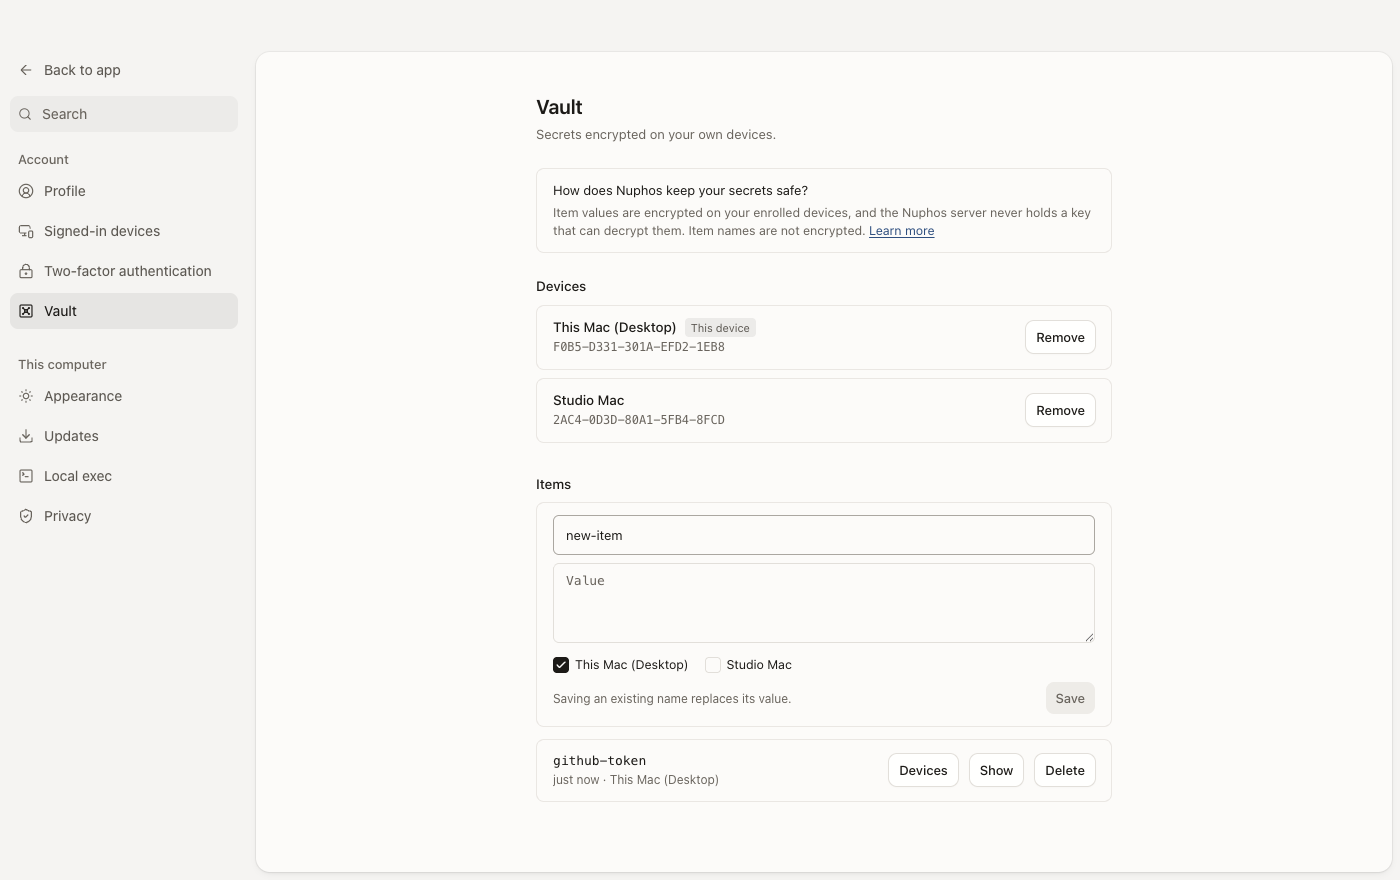 Back to app
Search
Account
Profile
Signed-in devices
Two-factor authentication
Vault
This computer
Appearance
Updates
Local exec
Privacy
Vault
Secrets encrypted on your own devices.
How does Nuphos keep your secrets safe?
Item values are encrypted on your enrolled devices, and the Nuphos server never holds a key
that can decrypt them. Item names are not encrypted. Learn more
Devices
This Mac (Desktop) This device
F0B5-D331-301A-EFD2-1EB8
Remove
Studio Mac
2AC4-0D3D-80A1-5FB4-8FCD
Remove
Items
new-item
Value
This Mac (Desktop) Studio Mac
Saving an existing name replaces its value.
Save
github-token
just now · This Mac (Desktop)
Devices Show Delete